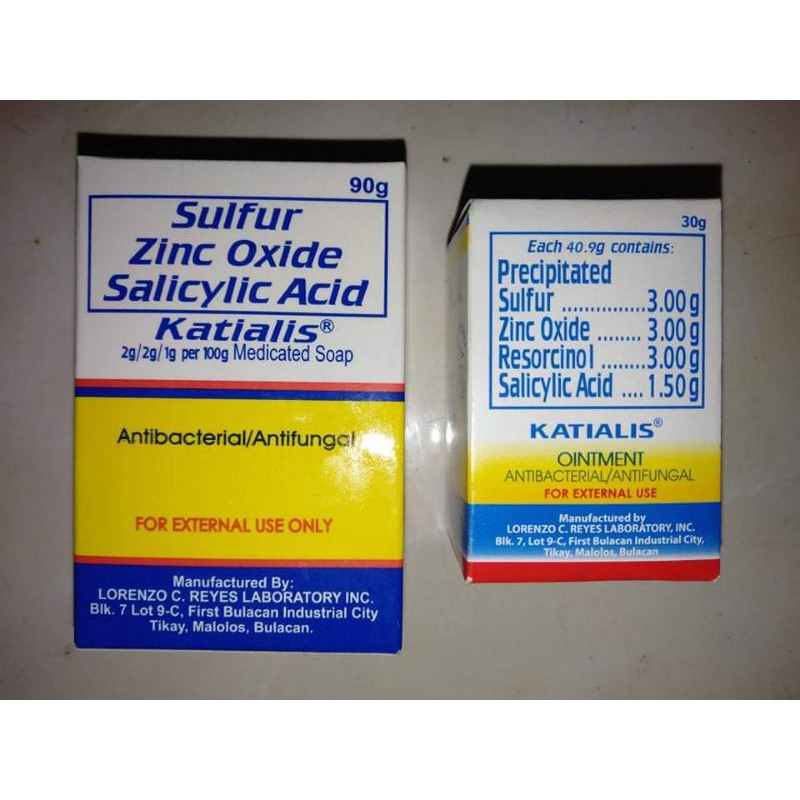 90g
Sulfur
Zinc Oxide
Salicylic Acid
Katialis®
2g/2g/1g per 100g Medicated Soap
Antibacterial/Antifungal
FOR EXTERNAL USE ONLY
Manufactured By:
LORENZO C. REYES LABORATORY INC.
Blk. 7 Lot 9-C, First Bulacan Industrial City
Tikay, Malolos, Bulacan.
30g
Each 40.9g contains:
Precipitated
Sulfur ...............3.00g
Zinc Oxide ........ 3.00g
Resorcinol ........3.00g
Salicylic Acid .... 1.50g
KATIALIS®
OINTMENT
ANTIBACTERIAL/ANTIFUNGAL
FOR EXTERNAL USE
Manufactured by
LORENZO C. REYES LABORATORY, INC.
Blk. 7, Lot 9-C, First Bulacan Industrial City,
Tikay, Malolos, Bulacan